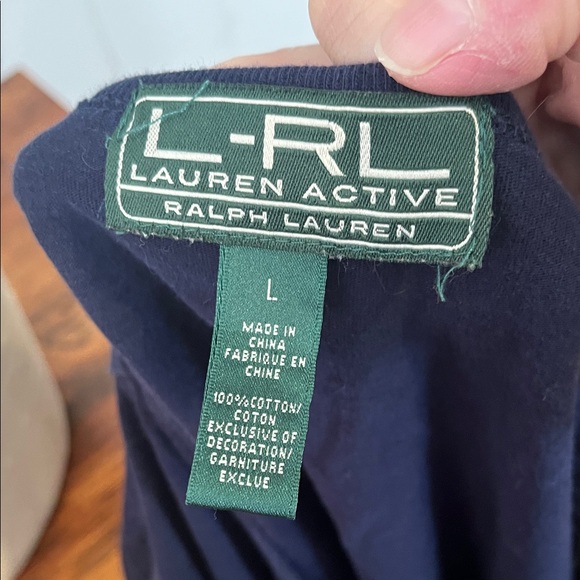 L-RL
LAUREN ACTIVE
RALPH LAUREN
L
MADE IN
CHINA
FABRIQUE EN
CHINE
100%COTTON/
COTON
EXCLUSIVE OF
DECORATION/
GARNITURE
EXCLUE